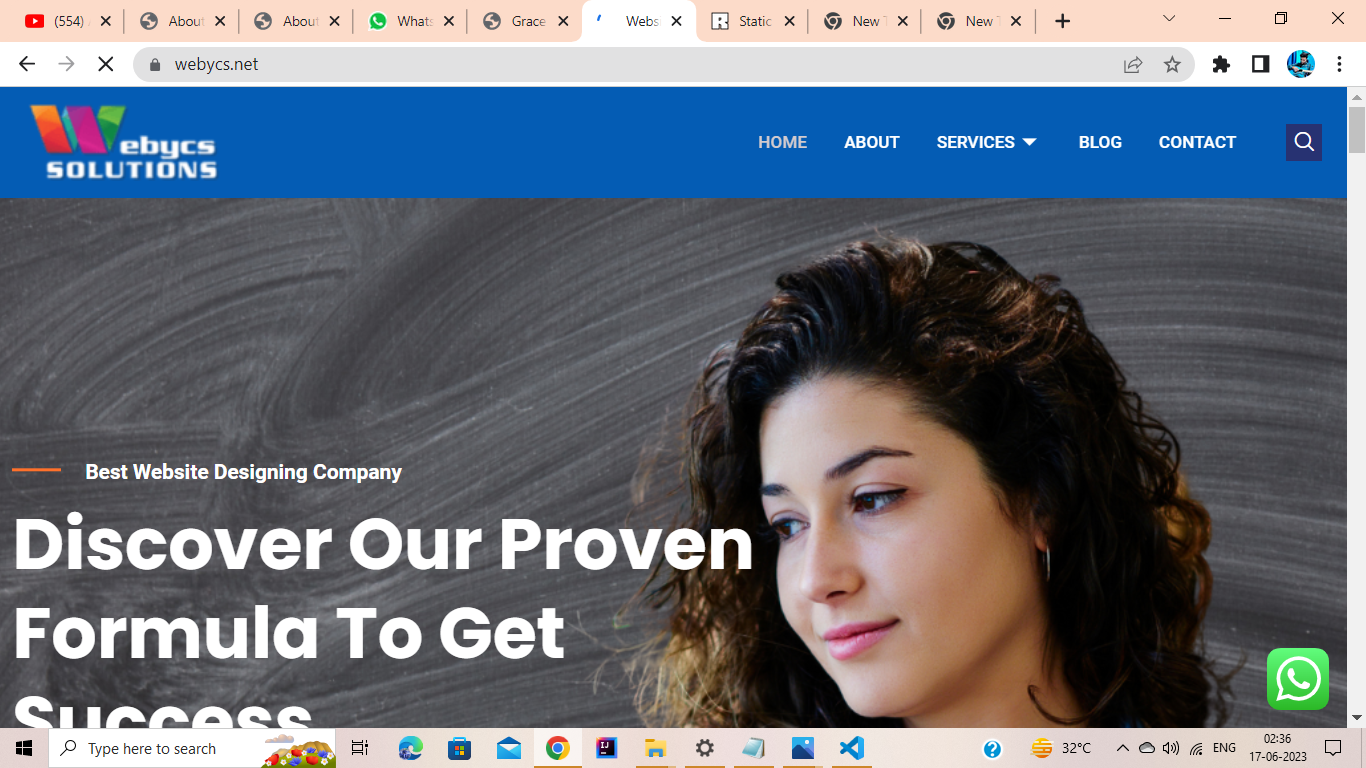 (554)
About
About
Whats
Grace
Websi
Static
New T
New T
webycs.net
Webycs
SOLUTIONS
HOME
ABOUT
SERVICES
BLOG
CONTACT
Best Website Designing Company
Discover Our Proven
Formula To Get
Success
Type here to search
32°C
ENG
02:36
17-06-2023